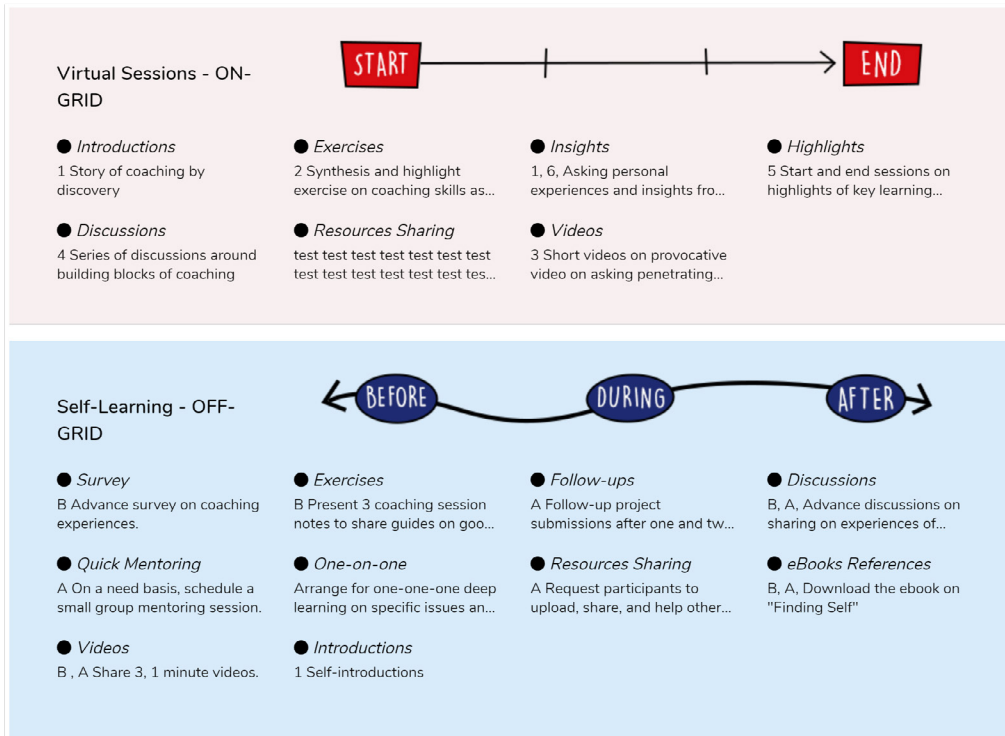 Virtual Sessions - ON-
GRID
START
END
Introductions
1 Story of coaching by
discovery
Exercises
2 Synthesis and highlight
exercise on coaching skills as...
Insights
1, 6, Asking personal
experiences and insights fro...
Highlights
5 Start and end sessions on
highlights of key learning...
Discussions
4 Series of discussions around
building blocks of coaching
Resources Sharing
test test test test test test test
test test test test test test tes...
Videos
3 Short videos on provocative
video on asking penetrating...
Self-Learning - OFF-
GRID
BEFORE
DURING
AFTER
Survey
B Advance survey on coaching
experiences.
Exercises
B Present 3 coaching session
notes to share guides on goo...
Follow-ups
A Follow-up project
submissions after one and tw...
Discussions
B, A, Advance discussions on
sharing on experiences of...
Quick Mentoring
A On a need basis, schedule a
small group mentoring session.
One-on-one
Arrange for one-one-one deep
learning on specific issues an...
Resources Sharing
A Request participants to
upload, share, and help other...
eBooks References
B, A, Download the ebook on
"Finding Self"
Videos
B , A Share 3, 1 minute videos.
Introductions
1 Self-introductions